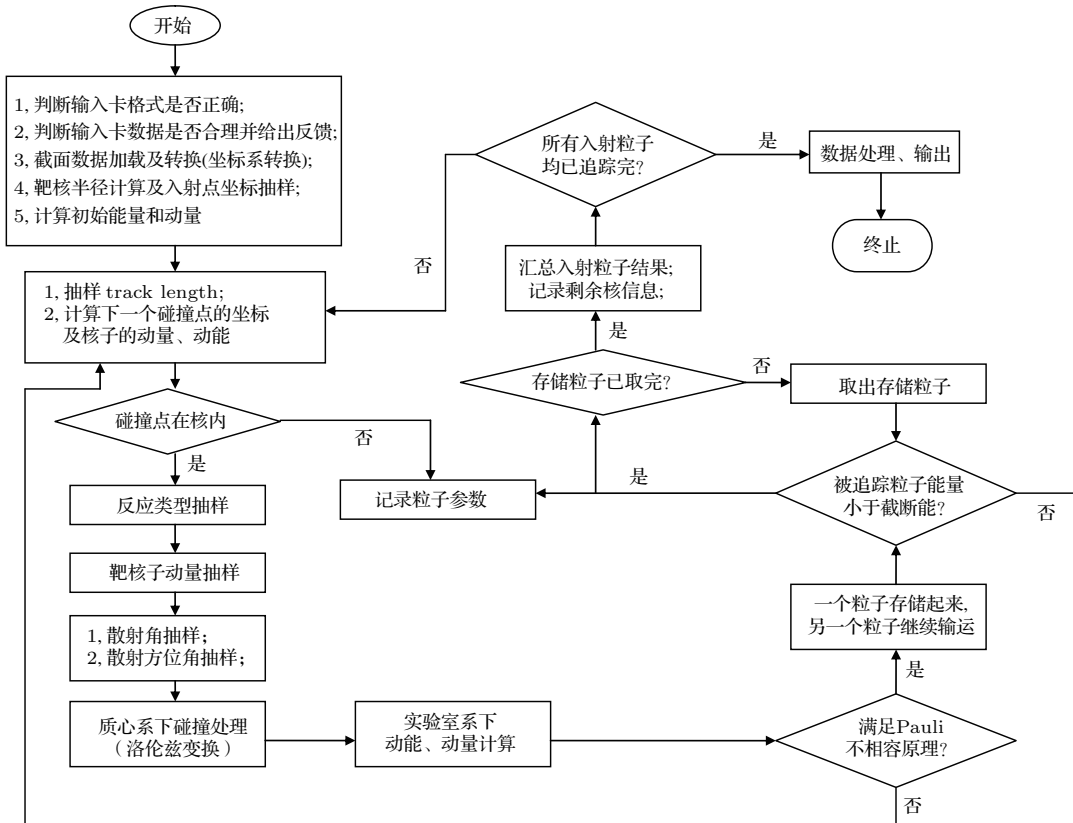 开始
1, 判断输入卡格式是否正确;
2, 判断输入卡数据是否合理并给出反馈;
3, 截面数据加载及转换(坐标系转换);
4, 靶核半径计算及入射点坐标抽样;
5, 计算初始能量和动量
1, 抽样 track length;
2, 计算下一个碰撞点的坐标
及核子的动量、动能
碰撞点在核内
否
是
反应类型抽样
靶核子动量抽样
1, 散射角抽样;
2, 散射方位角抽样;
质心系下碰撞处理
(洛伦兹变换)
实验室系下
动能、动量计算
满足Pauli
不相容原理?
否
是
一个粒子存储起来,
另一个粒子继续输运
被追踪粒子能量
小于截断能?
否
是
记录粒子参数
存储粒子已取完?
否
取出存储粒子
是
汇总入射粒子结果;
记录剩余核信息;
所有入射粒子
均已追踪完?
否
是
数据处理、输出
终止